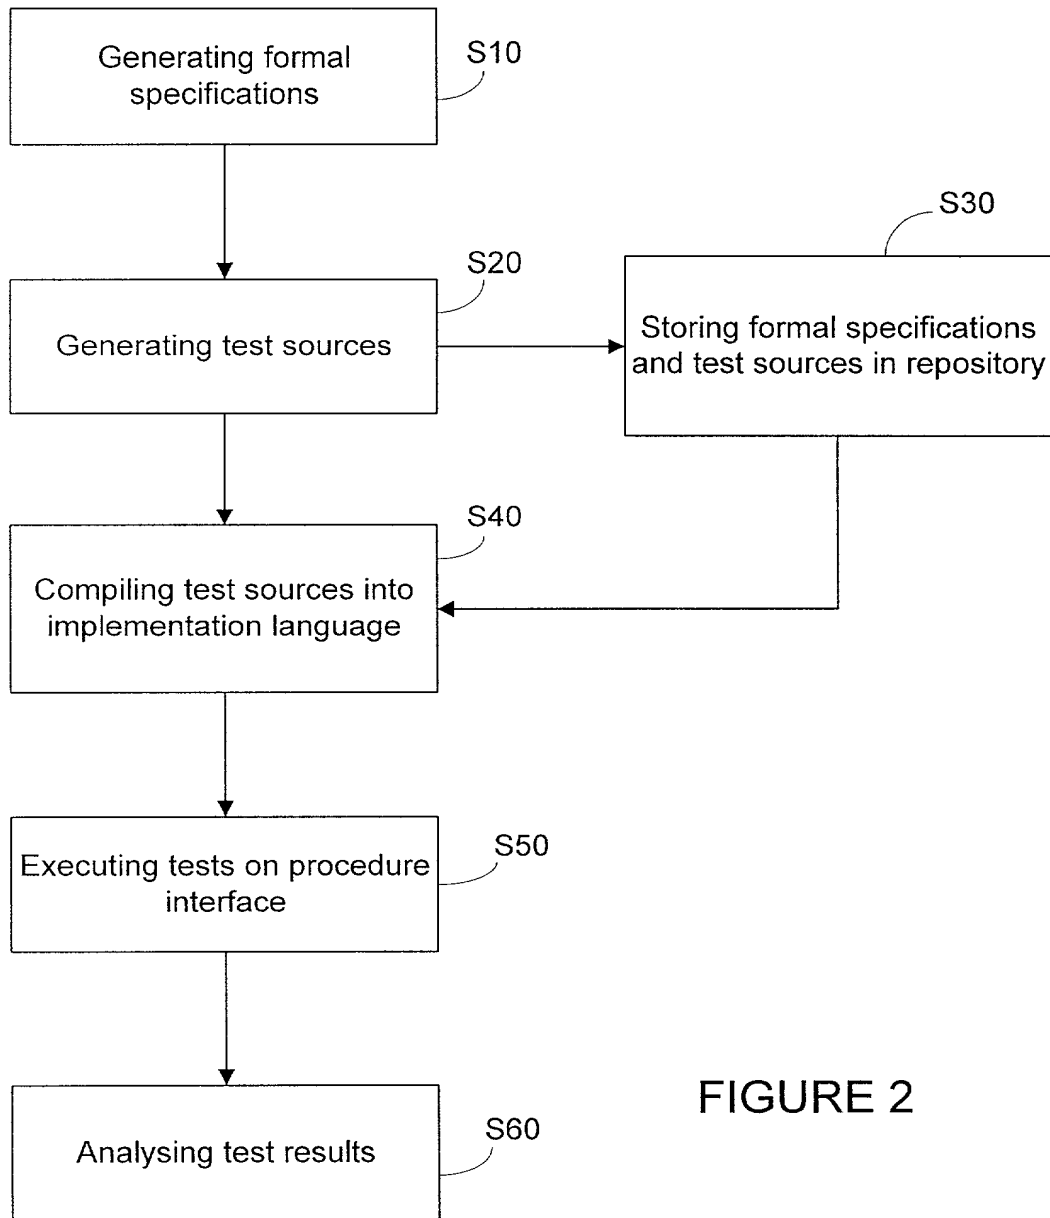 Generating formal
specifications
S10
S30
S20
Generating test sources
Storing formal specifications
and test sources in repository
S40
Compiling test sources into
implementation language
S50
Executing tests on procedure
interface
FIGURE 2
S60
Analysing test results